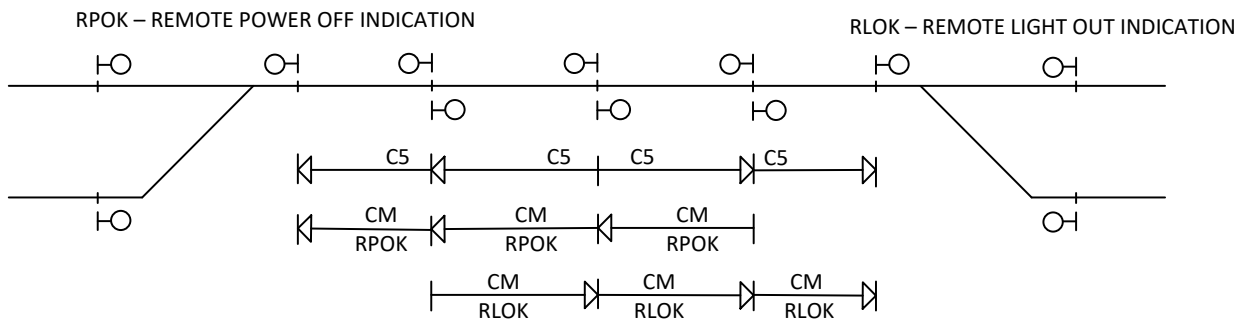 RPOK – REMOTE POWER OFF INDICATION
RLOK – REMOTE LIGHT OUT INDICATION
C5 C5 C5 C5
CM CM CM
RPOK RPOK RPOK
CM CM CM
RLOK RLOK RLOK